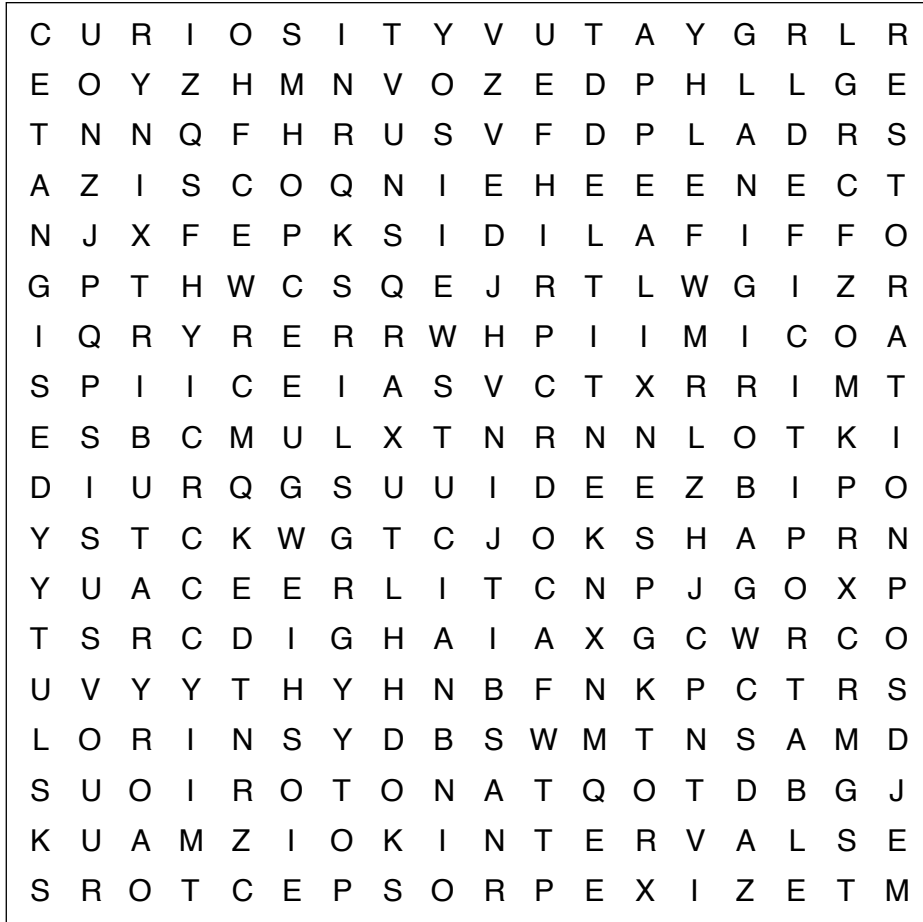 C U R I O S I T Y V U T A Y G R L R
E O Y Z H M N V O Z E D P H L L G E
T N N Q F H R U S V F D P L A D R S
A Z I S C O Q N I E H E E E N E C T
N J X F E P K S I D I L A F I F F O
G P T H W C S Q E J R T L W G I Z R
I Q R Y R E R R W H P I I M I C O A
S P I I C E I A S V C T X R R I M T
E S B C M U L X T N R N N L O T K I
D I U R Q G S U U I D E E Z B I P O
Y S T C K W G T C J O K S H A P R N
Y U A C E E R L I T C N P J G O X P
T S R C D I G H A I A X G C W R C O
U V Y Y T H Y H N B F N K P C T R S
L O R I N S Y D B S W M T N S A M D
S U O I R O T O N A T Q O T D B G J
K U A M Z I O K I N T E R V A L S E
S R O T C E P S O R P E X I Z E T M